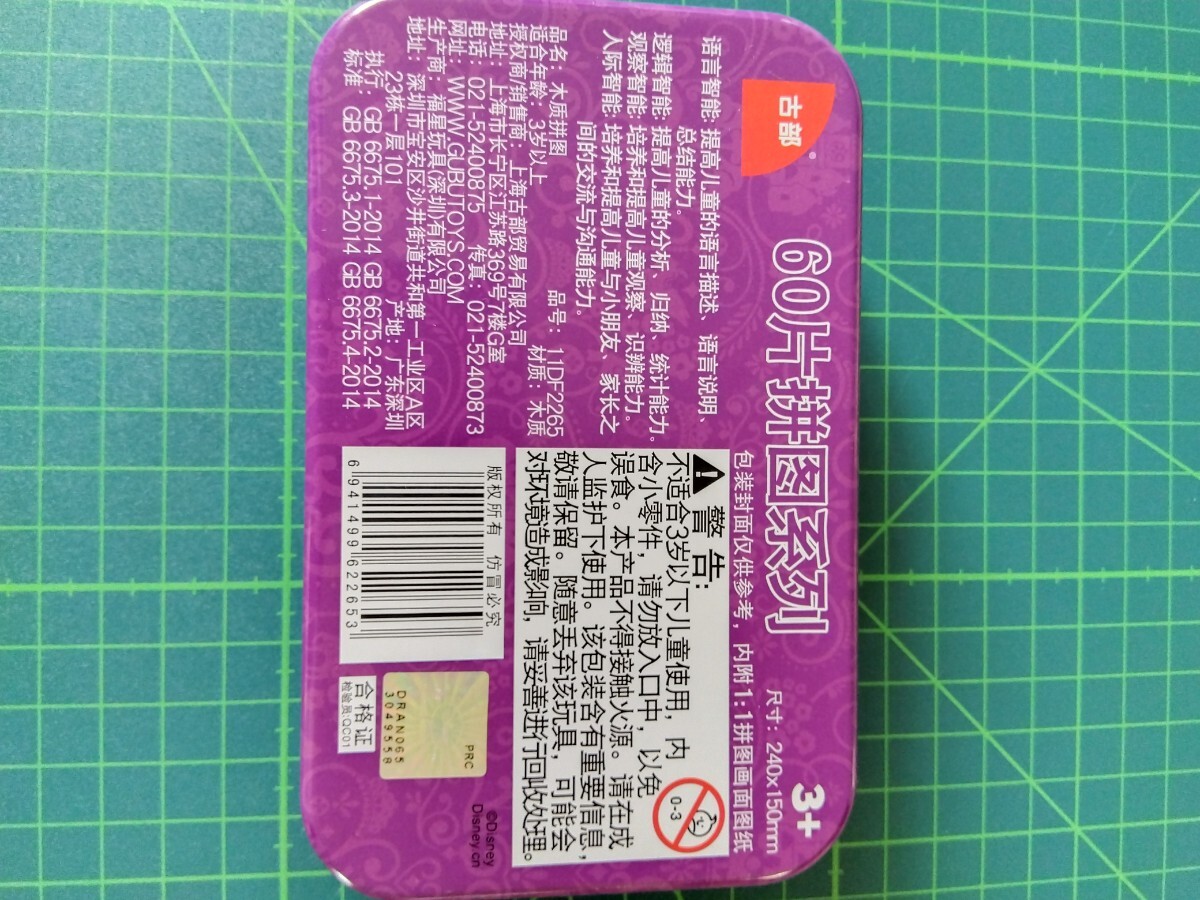 古部
®
60片拼图系列
3+
尺寸：240x150mm
包装封面仅供参考，内附1:1拼图画面图纸
语言智能：提高儿童的语言描述、语言说明、
总结能力。
逻辑智能：提高儿童的分析、归纳、统计能力。
观察智能：培养和提高儿童观察、识辨能力。
人际智能：培养和提高儿童与小朋友、家长之
间的交流与沟通能力。
品名：木质拼图 品号：11DF2265
适合年龄：3岁以上 材质：木质
授权商/销售商：上海古部贸易有限公司
地址：上海市长宁区江苏路369号7楼G室
电话：021-52400875 传真：021-52400873
网址：WWW.GUBUTOYS.COM
生产商：福星玩具(深圳)有限公司
地址：深圳市宝安区沙井街道共和第一工业区A区
23栋一层101 产地：广东深圳
执行 GB 6675.1-2014 GB 6675.2-2014
标准：GB 6675.3-2014 GB 6675.4-2014
警告：
不适合3岁以下儿童使用，内
含小零件，请勿放入口中，以免
误食。本产品不得接触火源。请在成
人监护下使用。该包装含有重要信息，
敬请保留。随意丢弃该玩具，可能会
对环境造成影响，请妥善进行回收处理。
0-3
版权所有 仿冒必究
6941499622653
PRC
DRAN065
3049558
合格证
检验员:QC01
©Disney
Disney.cn